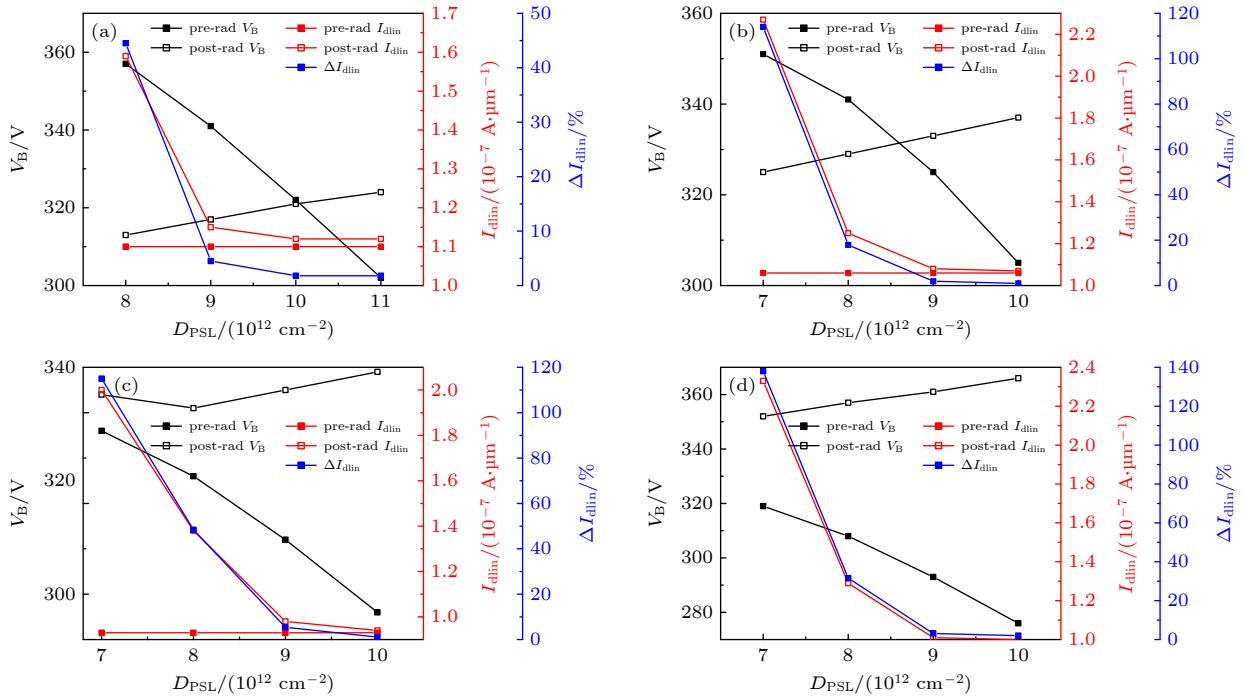 (a)
pre-rad V_B
post-rad V_B
pre-rad I_dlin
post-rad I_dlin
ΔI_dlin
V_B/V
360
340
320
300
8 9 10 11
D_PSL/(10^12 cm^−2)
1.7
1.6
1.5
1.4
1.3
1.2
1.1
1.0
I_dlin/(10^−7 A·μm^−1)
50
40
30
20
10
0
ΔI_dlin/%
(b)
pre-rad V_B
post-rad V_B
pre-rad I_dlin
post-rad I_dlin
ΔI_dlin
V_B/V
360
340
320
300
7 8 9 10
D_PSL/(10^12 cm^−2)
2.2
2.0
1.8
1.6
1.4
1.2
1.0
I_dlin/(10^−7 A·μm^−1)
120
100
80
60
40
20
0
ΔI_dlin/%
(c)
pre-rad V_B
post-rad V_B
pre-rad I_dlin
post-rad I_dlin
ΔI_dlin
V_B/V
340
320
300
7 8 9 10
D_PSL/(10^12 cm^−2)
2.0
1.8
1.6
1.4
1.2
1.0
I_dlin/(10^−7 A·μm^−1)
120
100
80
60
40
20
0
ΔI_dlin/%
(d)
pre-rad V_B
post-rad V_B
pre-rad I_dlin
post-rad I_dlin
ΔI_dlin
V_B/V
360
340
320
300
280
7 8 9 10
D_PSL/(10^12 cm^−2)
2.4
2.2
2.0
1.8
1.6
1.4
1.2
1.0
I_dlin/(10^−7 A·μm^−1)
140
120
100
80
60
40
20
0
ΔI_dlin/%